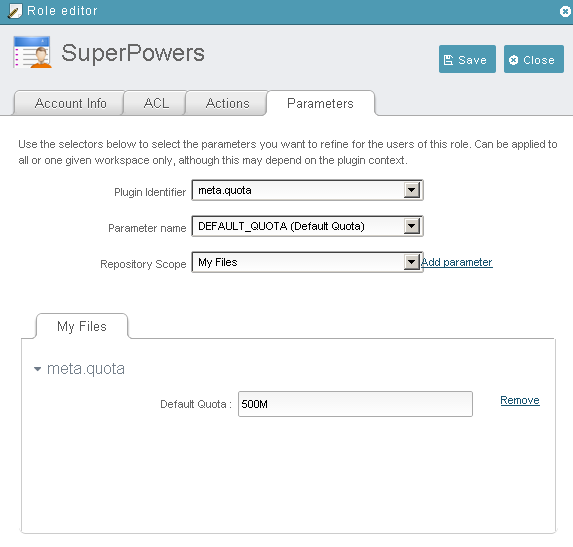 Role editor
SuperPowers
Save
Close
Account Info
ACL
Actions
Parameters
Use the selectors below to select the parameters you want to refine for the users of this role. Can be applied to
all or one given workspace only, although this may depend on the plugin context.
Plugin Identifier
meta.quota
Parameter name
DEFAULT_QUOTA (Default Quota)
Repository Scope
My Files
Add parameter
My Files
meta.quota
Default Quota :
500M
Remove